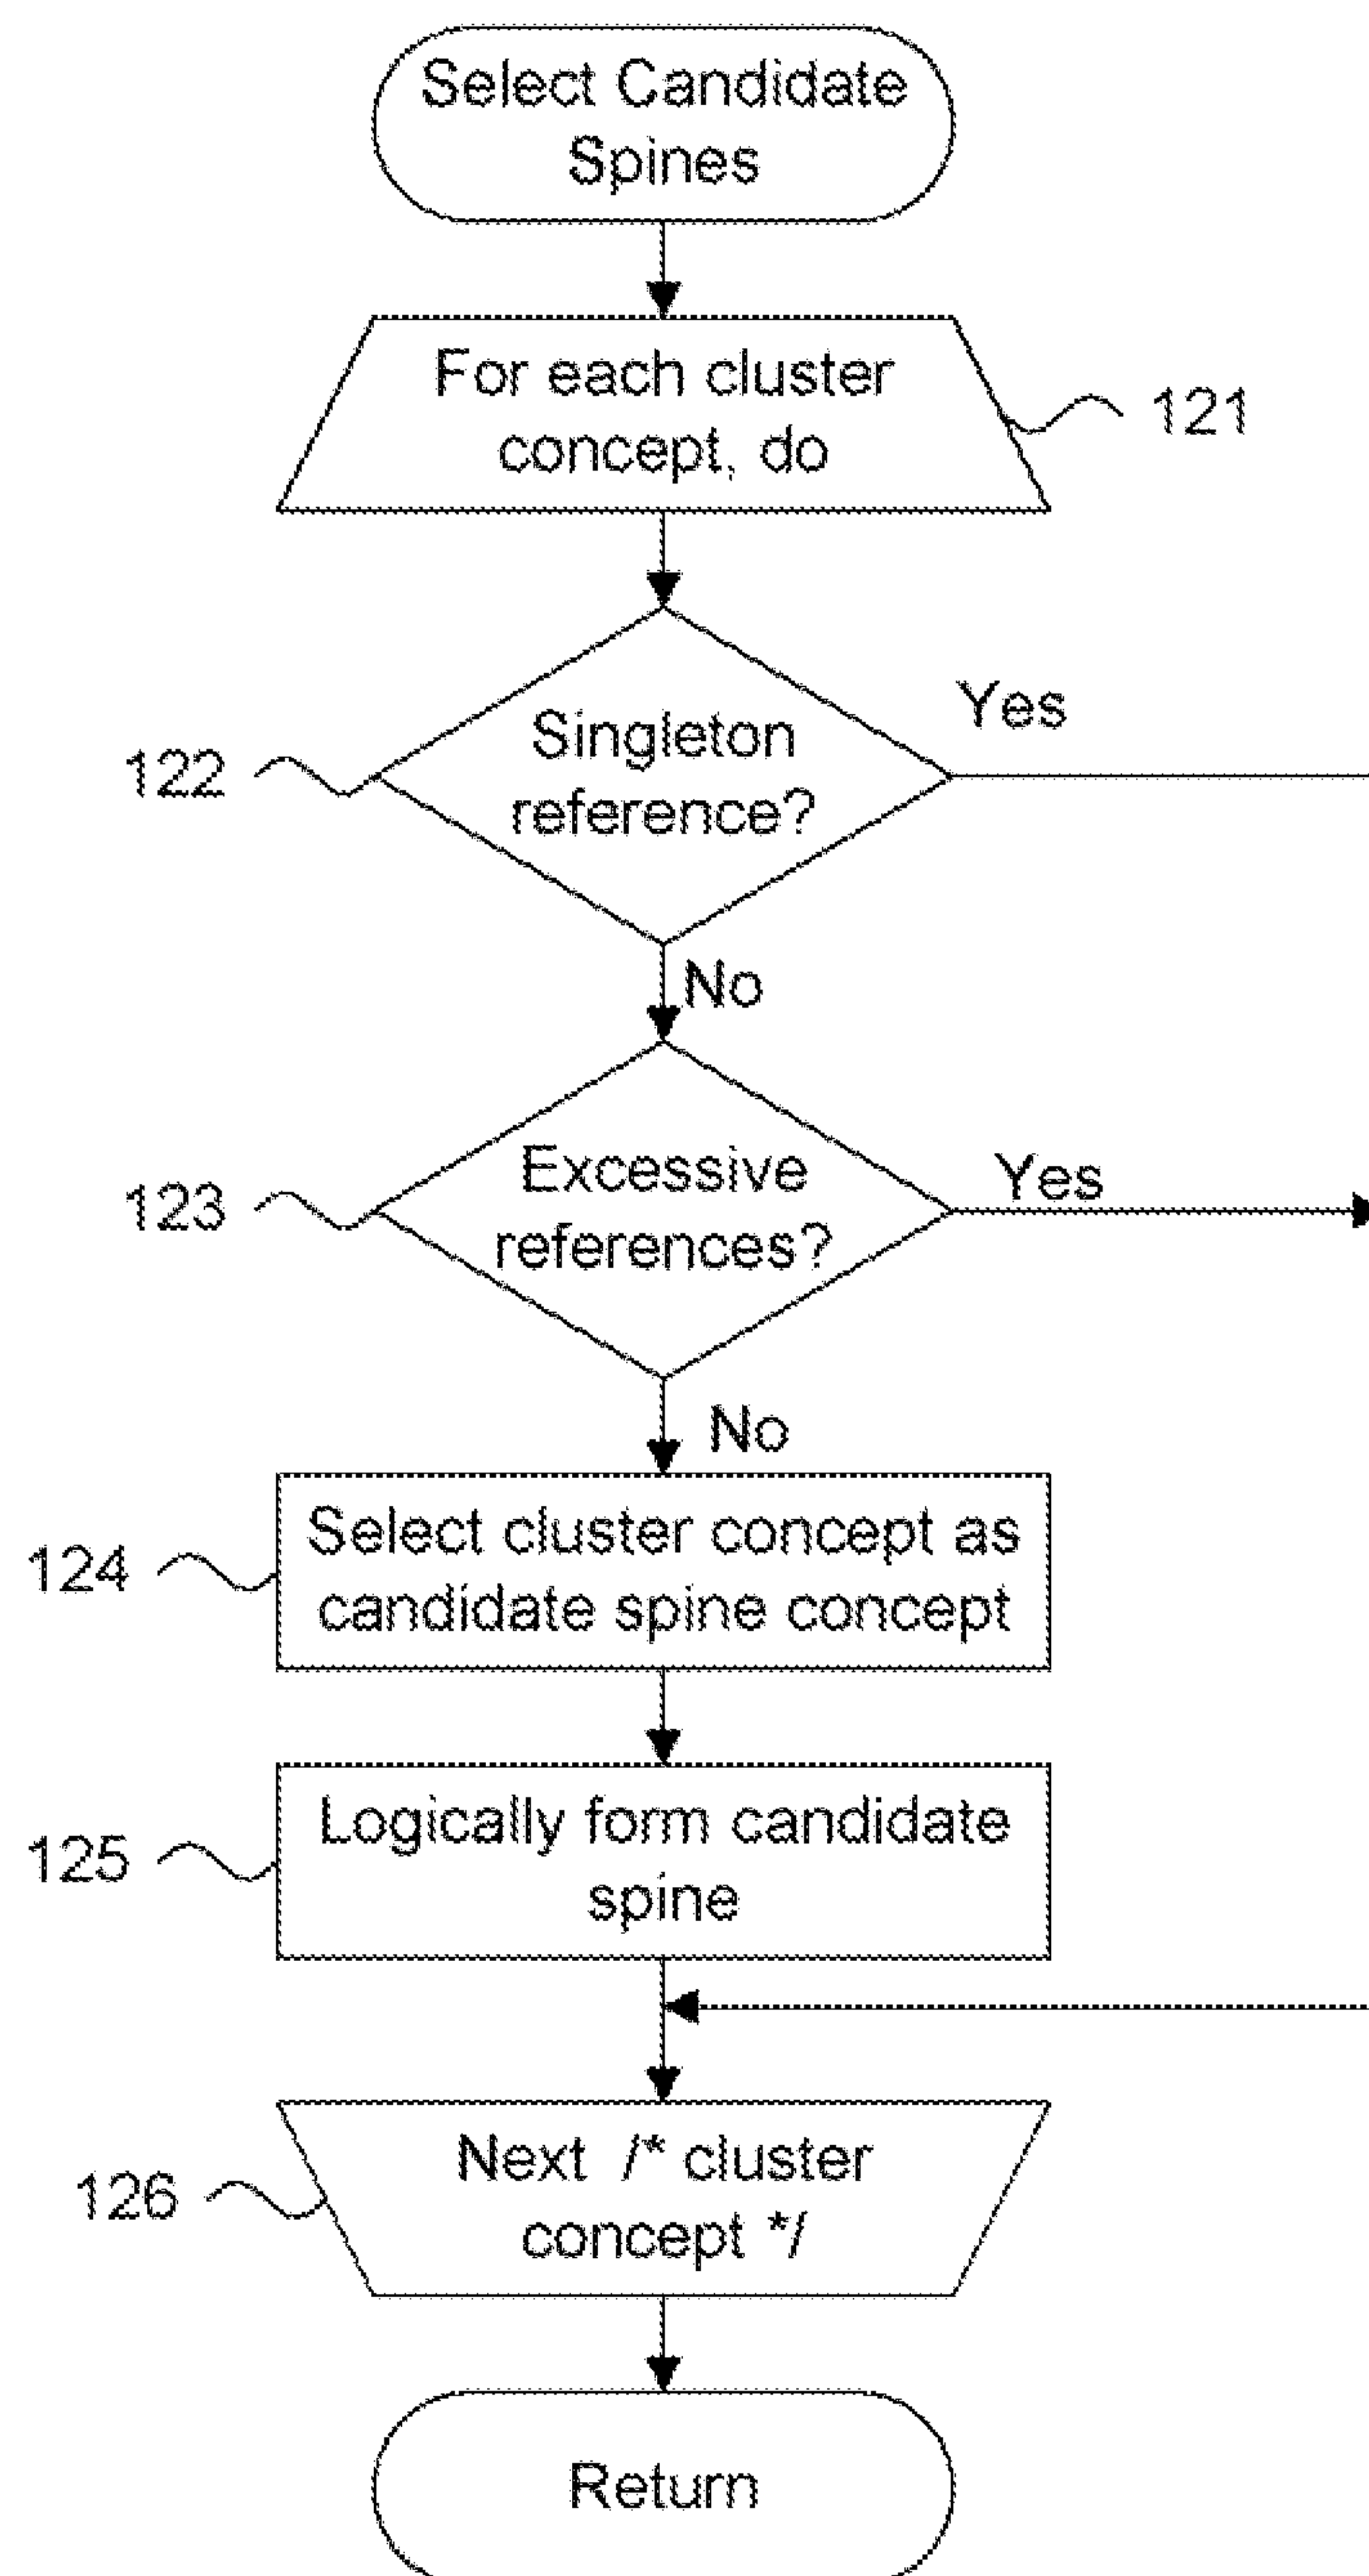 Select Candidate
Spines
For each cluster
concept, do
121
Singleton
reference?
Yes
122
No
Excessive
references?
Yes
123
No
Select cluster concept as
candidate spine concept
124
Logically form candidate
spine
125
Next /* cluster
concept */
126
Return